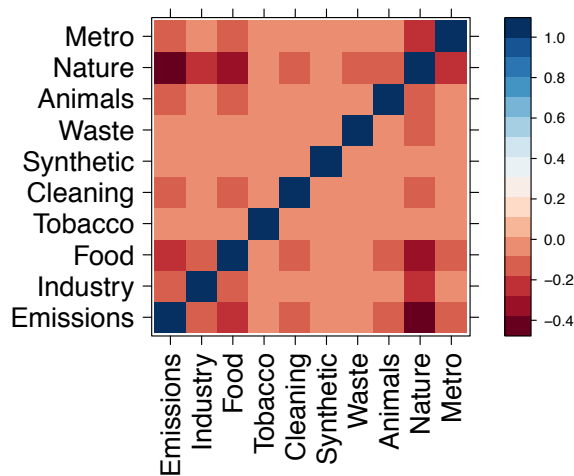 Metro
Nature
Animals
Waste
Synthetic
Cleaning
Tobacco
Food
Industry
Emissions
Emissions
Industry
Food
Tobacco
Cleaning
Synthetic
Waste
Animals
Nature
Metro
1.0
0.8
0.6
0.4
0.2
0.0
−0.2
−0.4